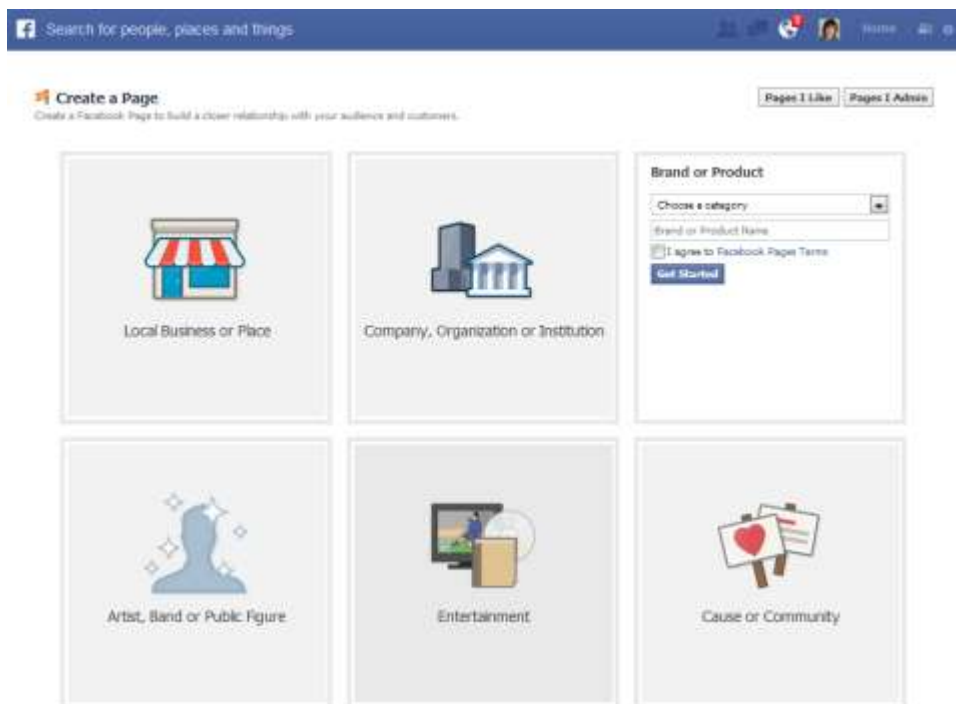 f Search for people, places and things
Home
Create a Page
Pages I Like Pages I Admin
Create a Facebook Page to build a closer relationship with your audience and customers.
Local Business or Place
Company, Organization or Institution
Brand or Product
Choose a category
Brand or Product Name
I agree to Facebook Pages Terms
Get Started
Artist, Band or Public Figure
Entertainment
Cause or Community